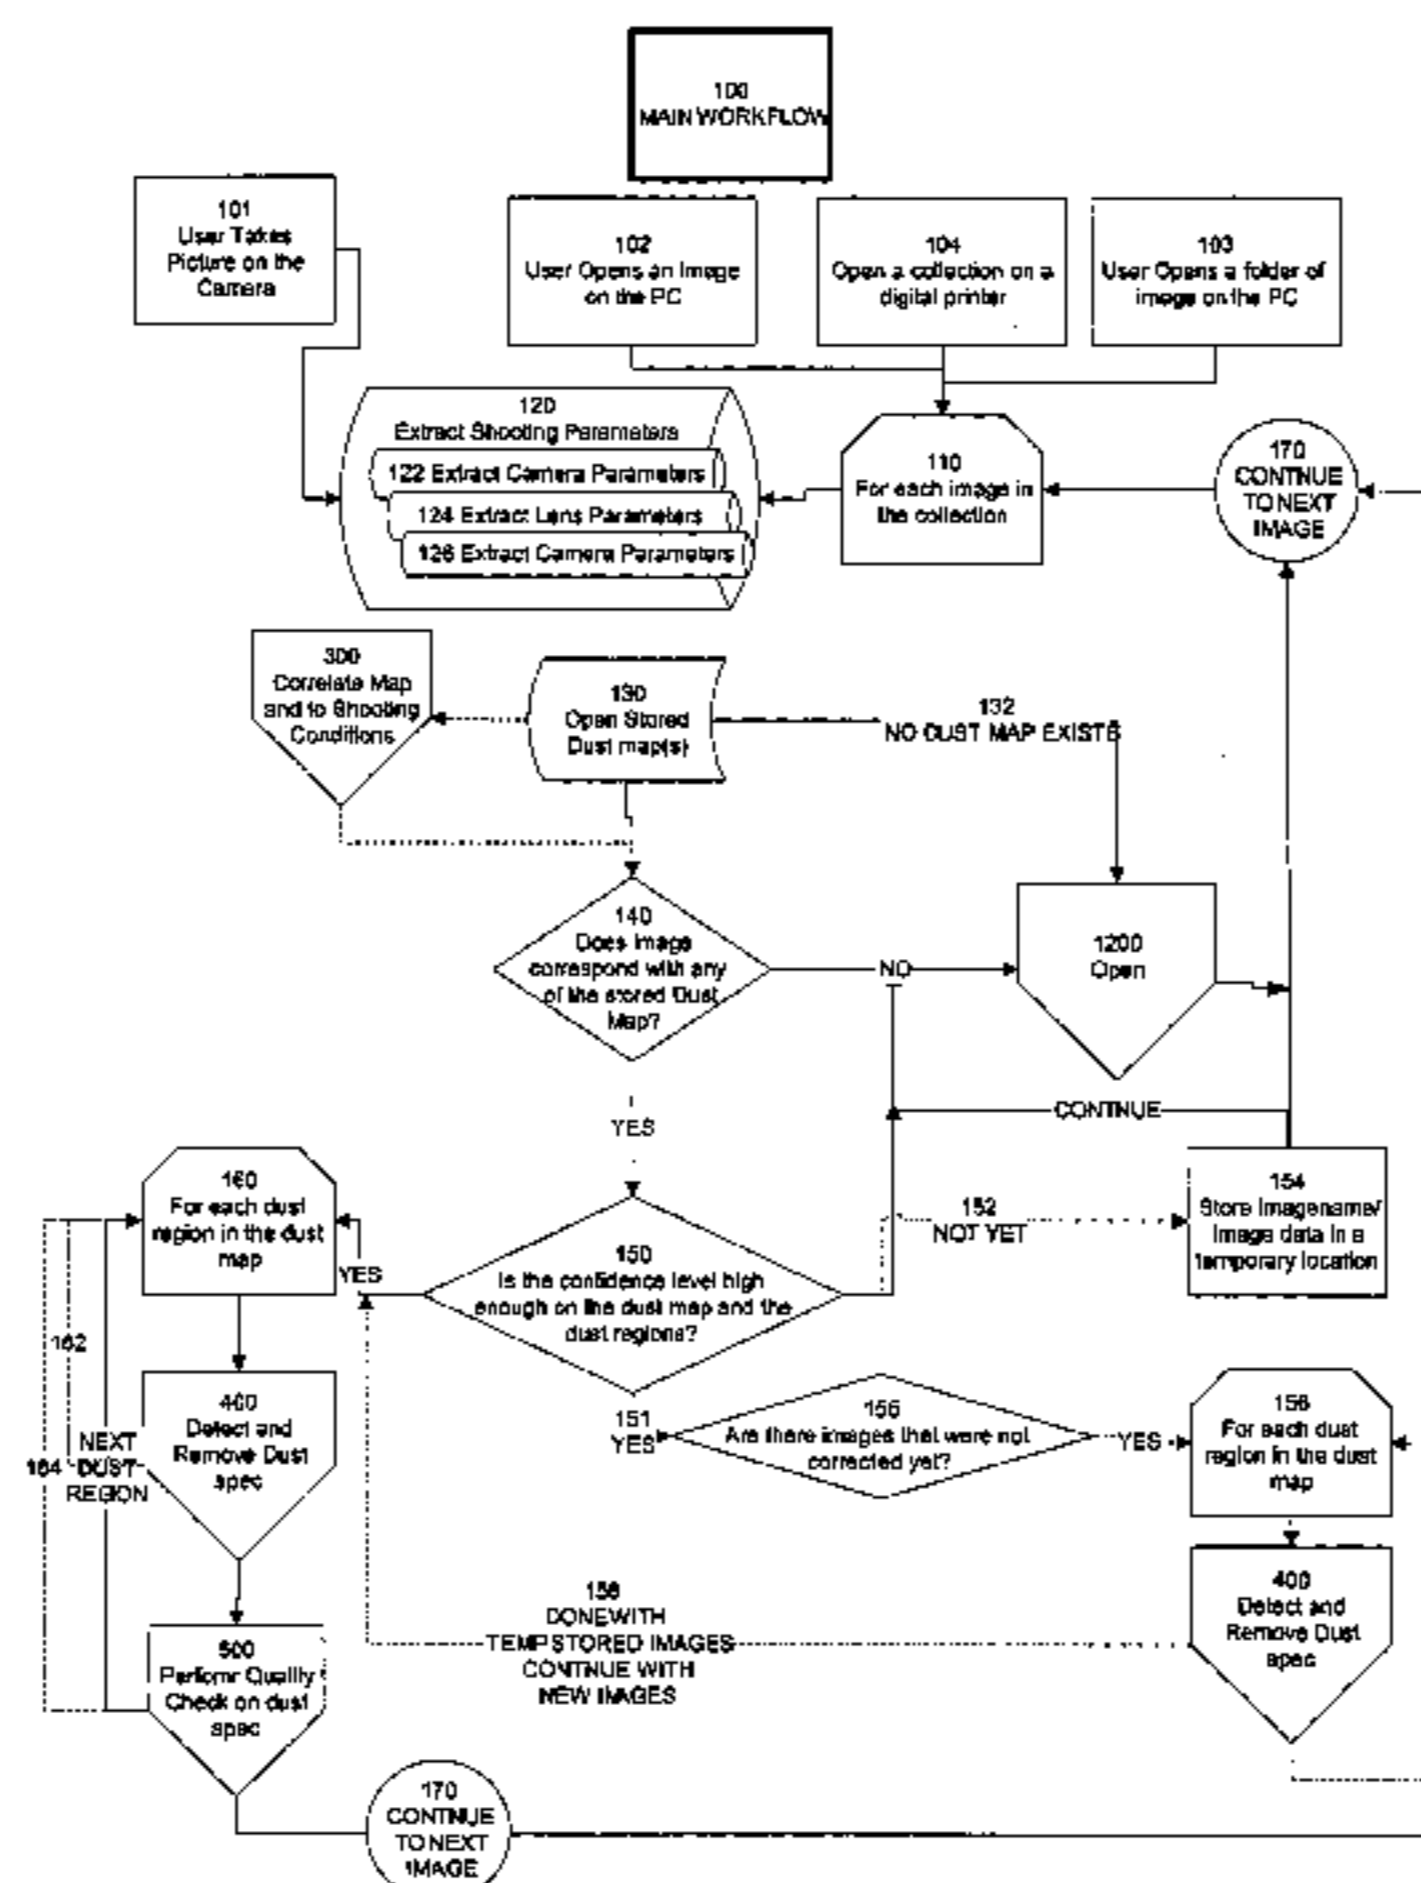 100
MAIN WORKFLOW
101
User Takes
Picture on the
Camera
102
User Opens an Image
on the PC
104
Open a collection on a
digital printer
103
User Opens a folder of
image on the PC
120
Extract Shooting Parameters
122 Extract Camera Parameters
124 Extract Lens Parameters
126 Extract Camera Parameters
110
For each image in
the collection
170
CONTNUE
TO NEXT
IMAGE
300
Correlate Map
and to Shooting
Conditions
130
Open Stored
Dust map(s)
132
NO DUST MAP EXISTS
140
Does Image
correspond with any
of the stored Dust
Map?
NO
1200
Open
YES
CONTNUE
160
For each dust
region in the dust
map
YES
150
Is the confidence level high
enough on the dust map and the
dust regions?
152
NOT YET
154
Store Imagename/
Image data in a
temporary location
162
400
Detect and
Remove Dust
spec
NEXT
164 DUST
REGION
151
YES
155
Are there images that were not
corrected yet?
YES
156
For each dust
region in the dust
map
400
Detect and
Remove Dust
spec
158
DONE WITH
TEMP STORED IMAGES
CONTNUE WITH
NEW IMAGES
500
Perfomr Quality
Check on dust
spec
170
CONTNUE
TO NEXT
IMAGE